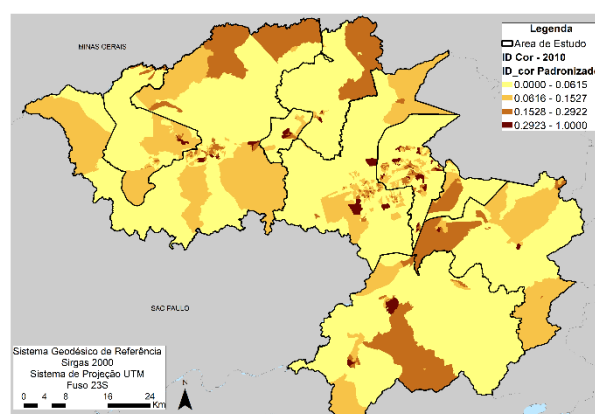 MINAS GERAIS
Legenda
Area de Estudo
ID Cor - 2010
ID_cor Padronizado
0.0000 - 0.0615
0.0616 - 0.1527
0.1528 - 0.2922
0.2923 - 1.0000
SAO PAULO
Sistema Geodésico de Referência
Sirgas 2000
Sistema de Projeção UTM
Fuso 23S
0 4 8 16 24
Km
N